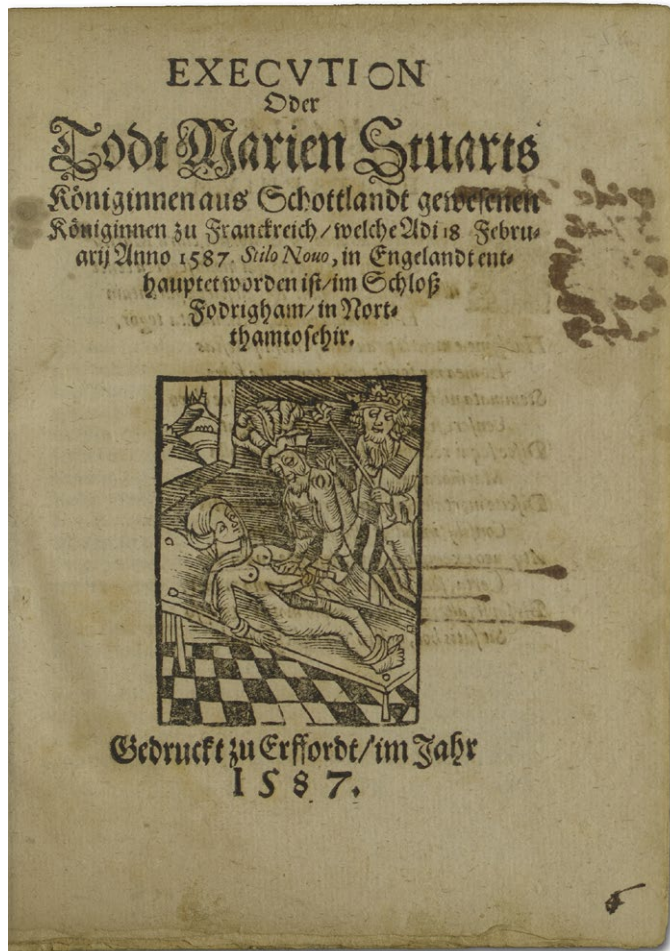 EXECVTION
Oder
Todt Marien Stuarts
Königinnen aus Schottlandt gewesenen
Königinnen zu Franckreich / welche Adi 18 Febru-
arij Anno 1587. Stilo Nouo, in Engelandt ent-
hauptet worden ist / im Schloß
Fodrigham / in Nort-
thamtoschir.
Gedruckt zu Erffordt / im Jahr
1587.